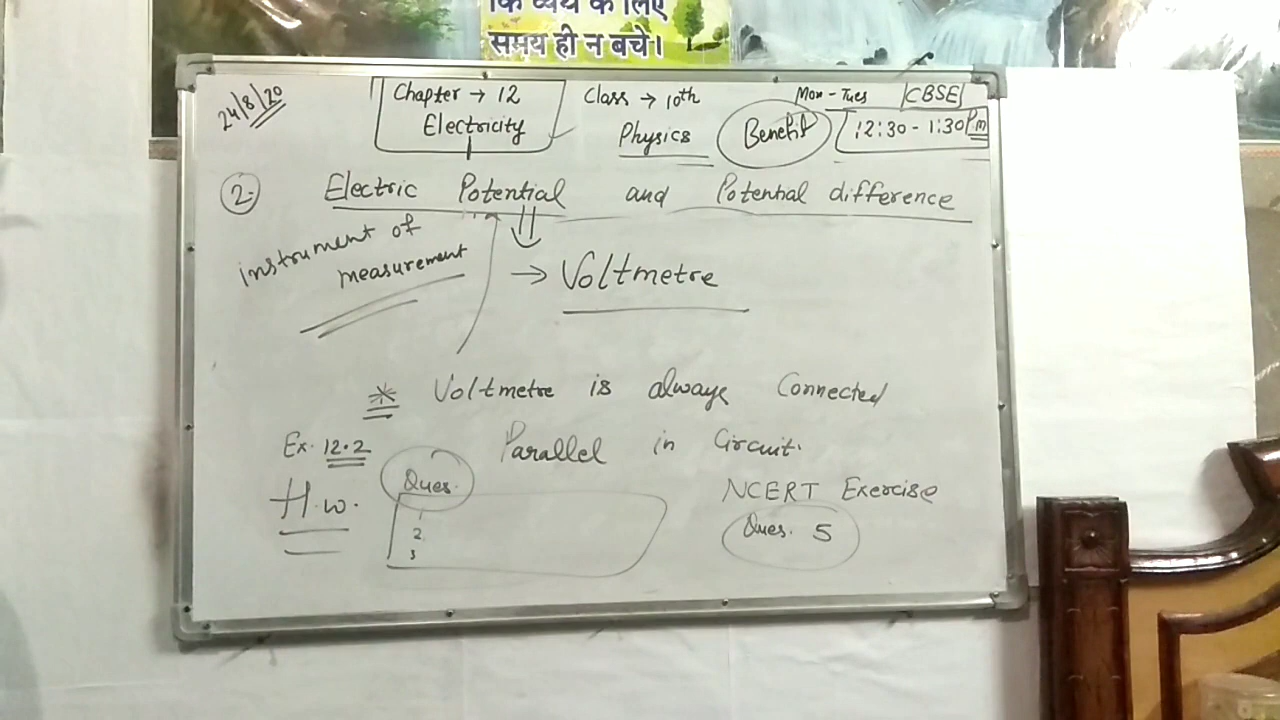 कि व्यर्थ के लिए
समय ही न बचे।
24/8/20
Chapter → 12
Electricity
Class → 10th
Physics
Benefit
Mon - Tues
CBSE
12:30 - 1:30 Pm
2.
Electric Potential and Potential difference
instrument of
measurement
→ Voltmetre
* Voltmetre is always Connected
Parallel in Circuit.
Ex. 12.2
H.w.
Ques.
1
2.
3
NCERT Exercise
Ques. 5